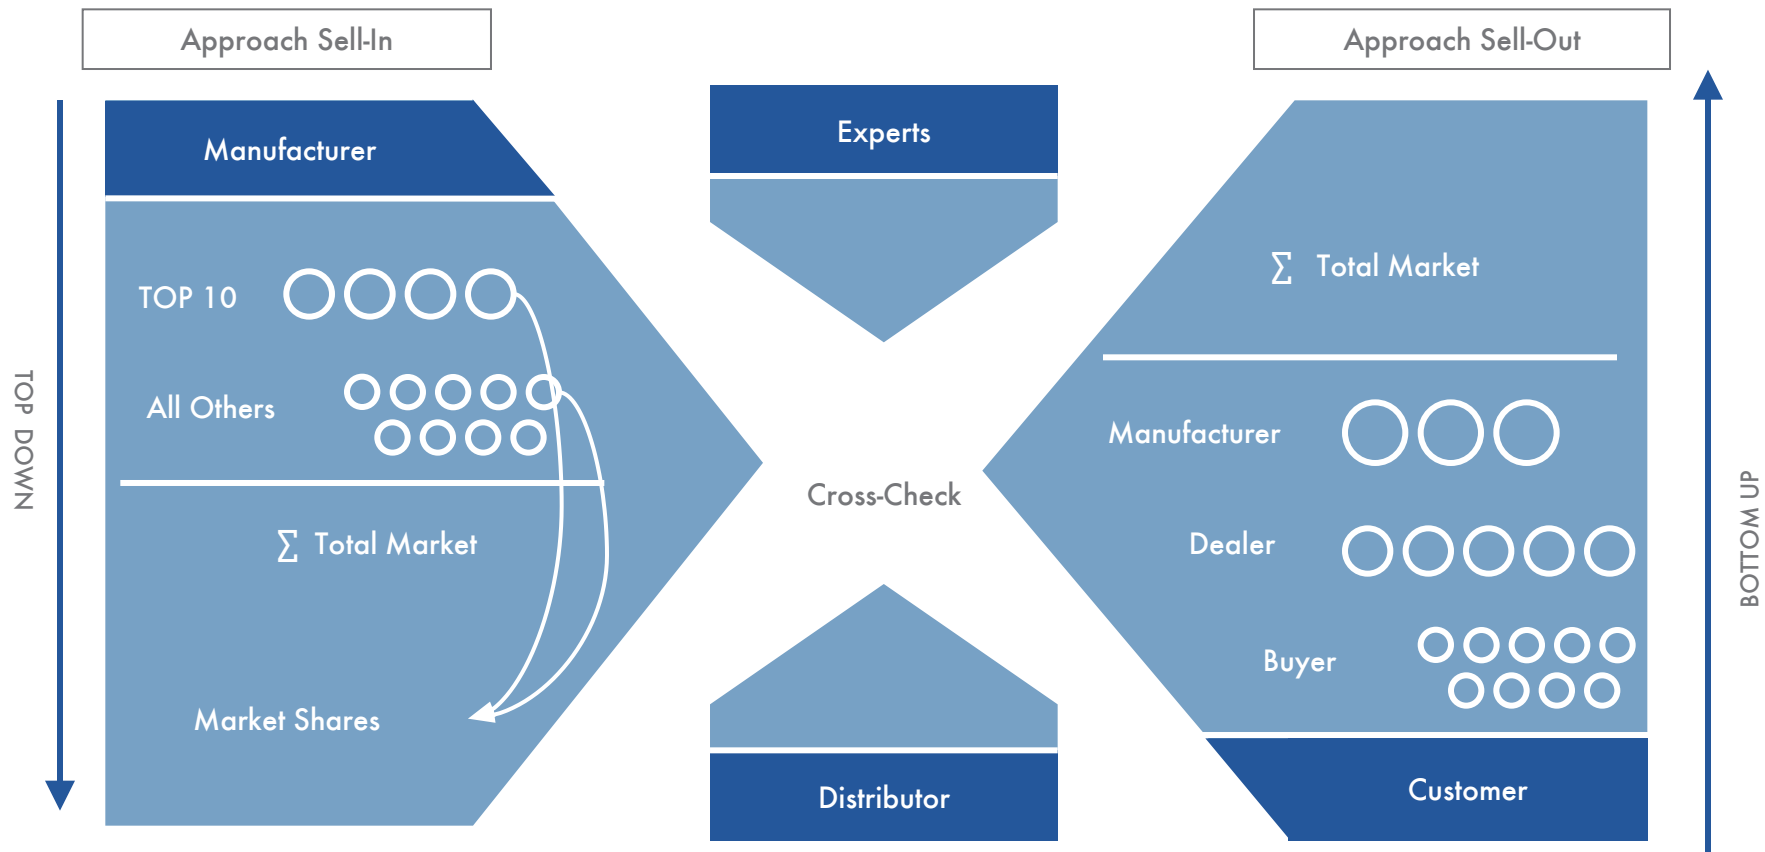 Approach Sell-In
Manufacturer
TOP 10
All Others
∑ Total Market
Market Shares
TOP DOWN
Experts
Cross-Check
Distributor
Approach Sell-Out
∑ Total Market
Manufacturer
Dealer
Buyer
Customer
BOTTOM UP